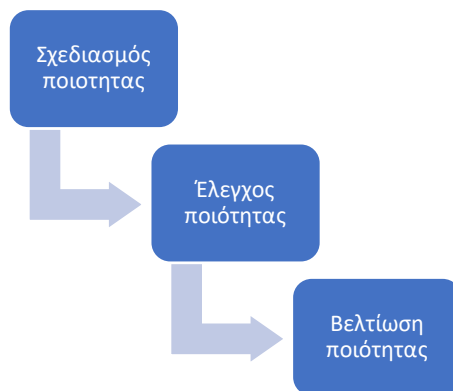 Σχεδιασμός
ποιοτητας
Έλεγχος
ποιότητας
Βελτίωση
ποιότητας